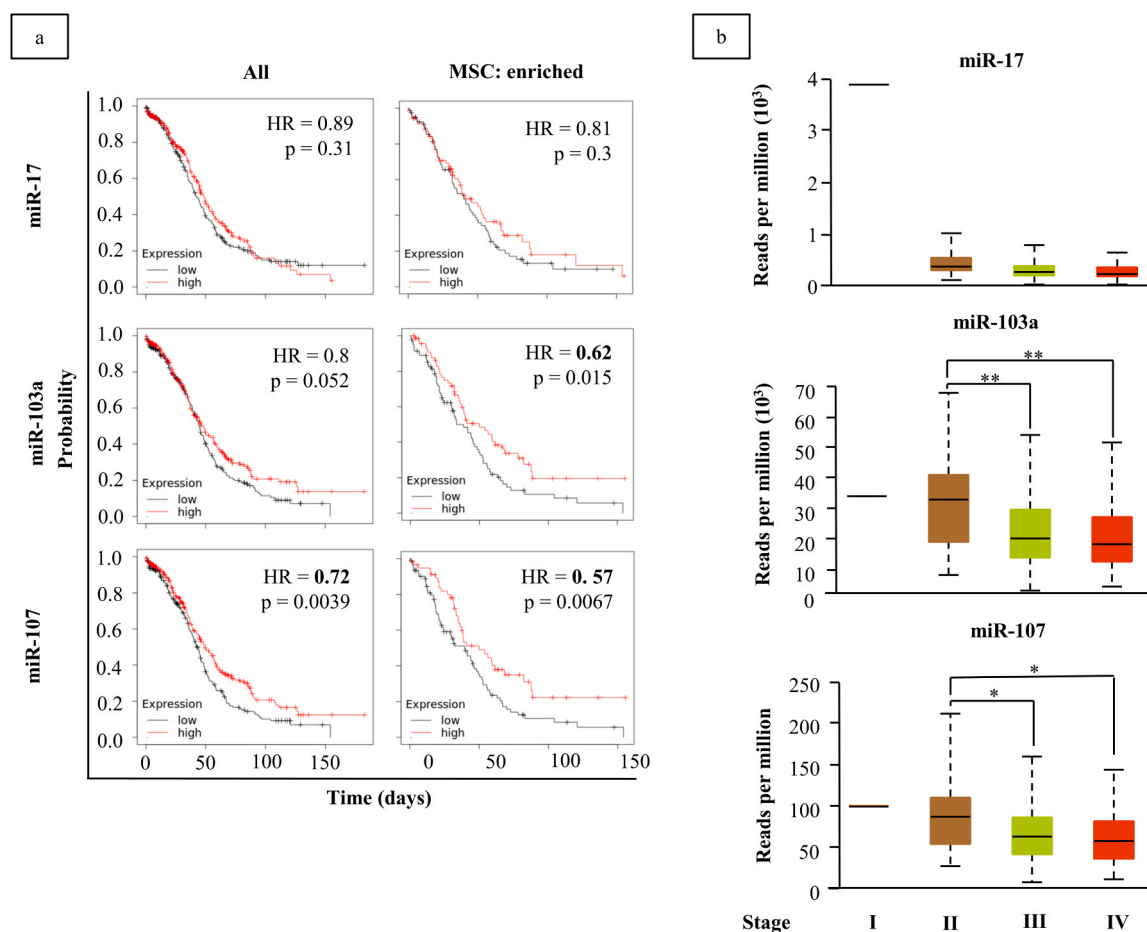 a
All
MSC: enriched
miR-17
1.0
0.8
0.6
0.4
0.2
0.0
HR = 0.89
p = 0.31
Expression
low
high
HR = 0.81
p = 0.3
Expression
low
high
miR-103a
Probability
1.0
0.8
0.6
0.4
0.2
0.0
HR = 0.8
p = 0.052
Expression
low
high
HR = 0.62
p = 0.015
Expression
low
high
miR-107
1.0
0.8
0.6
0.4
0.2
0.0
HR = 0.72
p = 0.0039
Expression
low
high
HR = 0. 57
p = 0.0067
Expression
low
high
0 50 100 150
0 50 100 150
Time (days)
b
miR-17
Reads per million (10³)
4
3
2
1
0
miR-103a
Reads per million (10³)
70
60
50
40
30
20
10
0
**
**
miR-107
Reads per million
250
200
150
100
50
0
*
*
Stage I II III IV